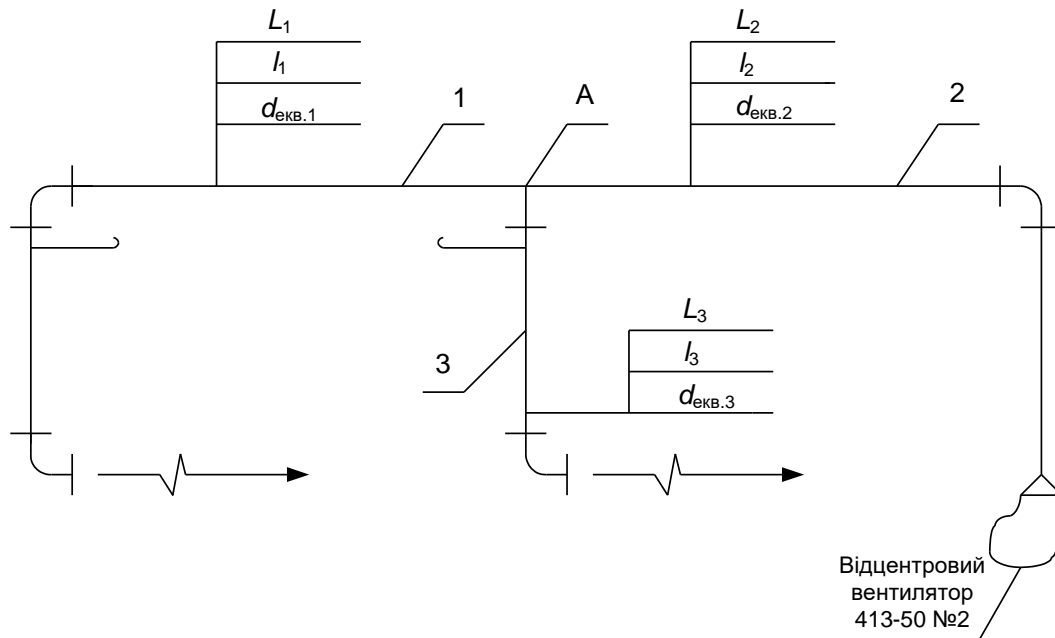 L1
l1
dекв.1
1
А
L2
l2
dекв.2
2
3
L3
l3
dекв.3
Відцентровий
вентилятор
413-50 №2